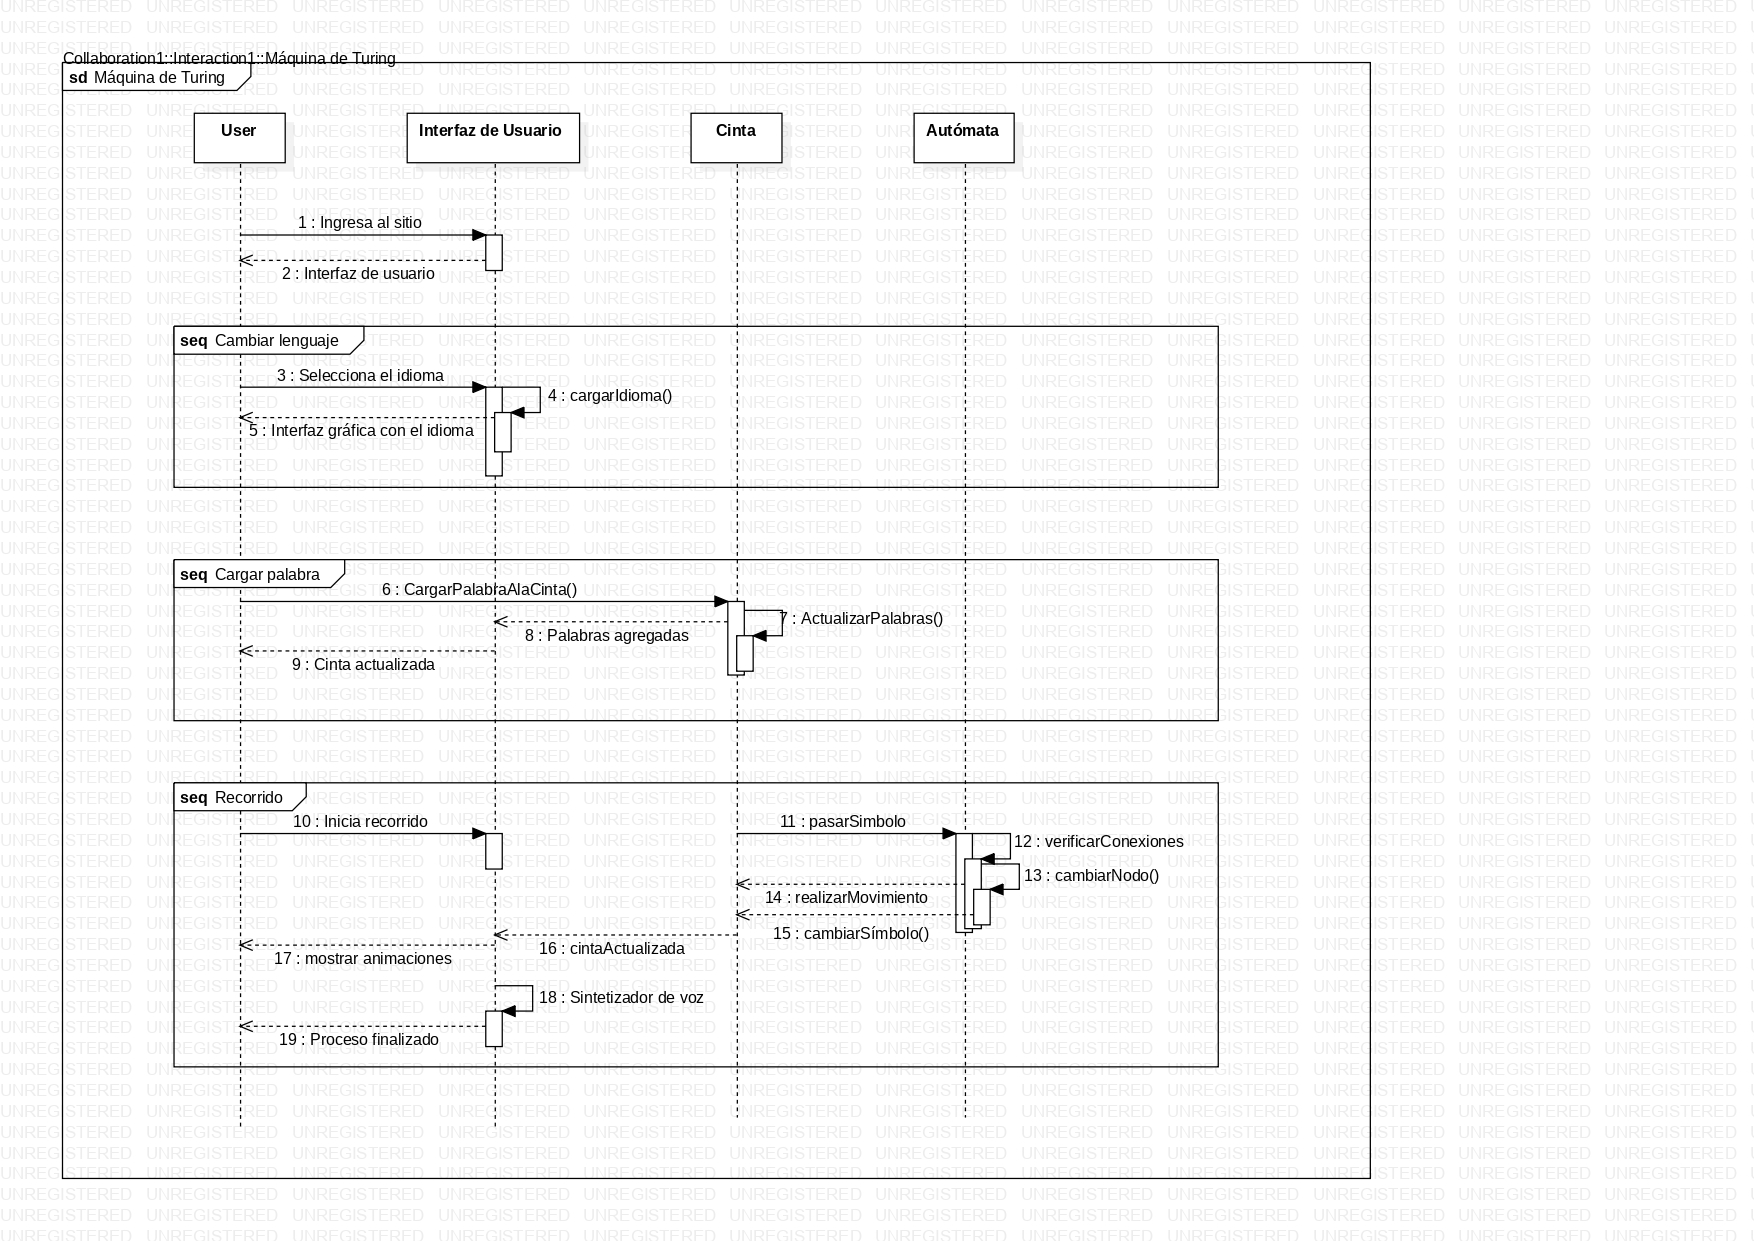 Collaboration1::Interaction1::Máquina de Turing
sd Máquina de Turing
User
Interfaz de Usuario
Cinta
Autómata
1 : Ingresa al sitio
2 : Interfaz de usuario
seq Cambiar lenguaje
3 : Selecciona el idioma
4 : cargarIdioma()
5 : Interfaz gráfica con el idioma
seq Cargar palabra
6 : CargarPalabraAlaCinta()
7 : ActualizarPalabras()
8 : Palabras agregadas
9 : Cinta actualizada
seq Recorrido
10 : Inicia recorrido
11 : pasarSimbolo
12 : verificarConexiones
13 : cambiarNodo()
14 : realizarMovimiento
15 : cambiarSímbolo()
16 : cintaActualizada
17 : mostrar animaciones
18 : Sintetizador de voz
19 : Proceso finalizado
UNREGISTERED